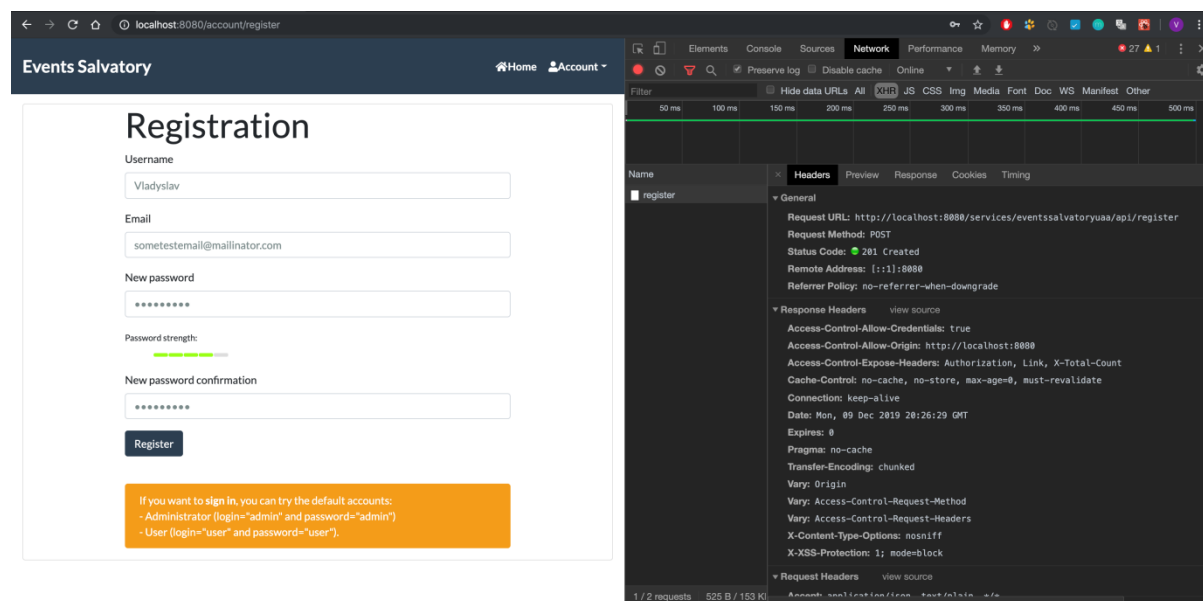 localhost:8080/account/register
Events Salvatory
Home Account
Registration
Username
Vladyslav
Email
sometestemail@mailinator.com
New password
Password strength:
New password confirmation
Register
If you want to sign in, you can try the default accounts:
- Administrator (login="admin" and password="admin")
- User (login="user" and password="user").
Elements Console Sources Network Performance Memory » 27 1
Preserve log Disable cache Online
Filter Hide data URLs All XHR JS CSS Img Media Font Doc WS Manifest Other
50 ms 100 ms 150 ms 200 ms 250 ms 300 ms 350 ms 400 ms 450 ms 500 ms
Name
register
1 / 2 requests 525 B / 153
× Headers Preview Response Cookies Timing
General
Request URL: http://localhost:8080/services/eventssalvatoryuaa/api/register
Request Method: POST
Status Code: 201 Created
Remote Address: [::1]:8080
Referrer Policy: no-referrer-when-downgrade
Response Headers view source
Access-Control-Allow-Credentials: true
Access-Control-Allow-Origin: http://localhost:8080
Access-Control-Expose-Headers: Authorization, Link, X-Total-Count
Cache-Control: no-cache, no-store, max-age=0, must-revalidate
Connection: keep-alive
Date: Mon, 09 Dec 2019 20:26:29 GMT
Expires: 0
Pragma: no-cache
Transfer-Encoding: chunked
Vary: Origin
Vary: Access-Control-Request-Method
Vary: Access-Control-Request-Headers
X-Content-Type-Options: nosniff
X-XSS-Protection: 1; mode=block
Request Headers view source
Accept: application/json, text/plain, */*